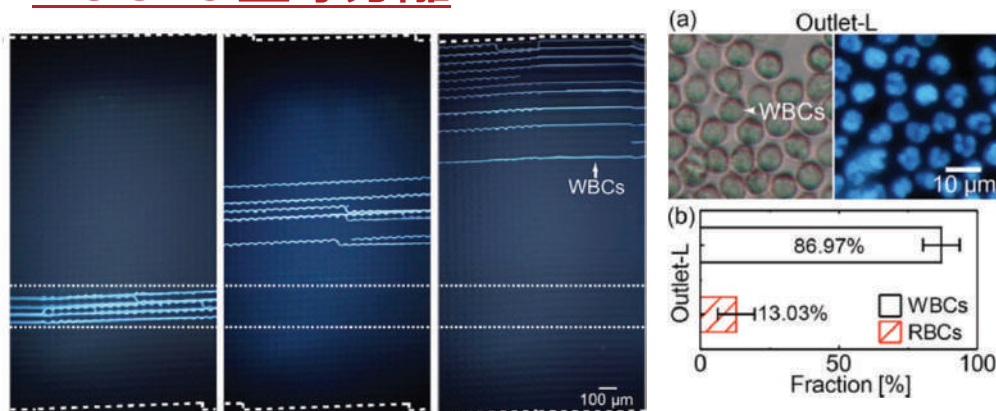 WBCs
100 μm
(a)
Outlet-L
WBCs
10 μm
(b)
Outlet-L
86.97%
13.03%
WBCs
RBCs
0
50
100
Fraction [%]